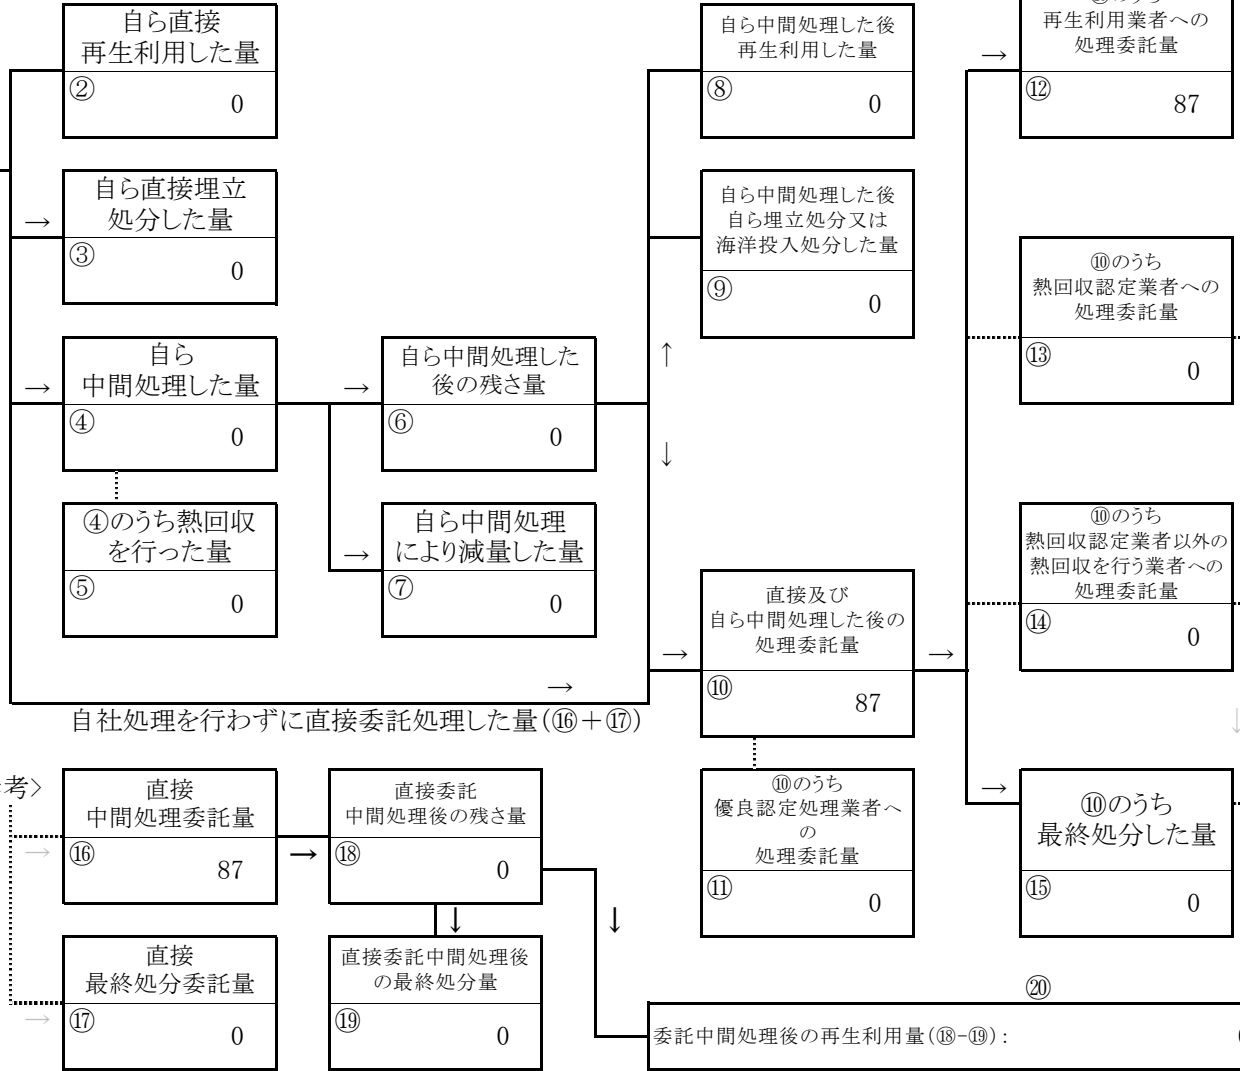 自ら直接
再生利用した量
②
0
自ら直接埋立
処分した量
→
③
0
自ら
中間処理した量
→
④
0
④のうち熱回収
を行った量
⑤
0
→
自ら中間処理した
後の残さ量
⑥
0
→
自ら中間処理
により減量した量
⑦
0
→
自社処理を行わずに直接委託処理した量(⑯+⑰)
自ら中間処理した後
再生利用した量
⑧
0
自ら中間処理した後
自ら埋立処分又は
海洋投入処分した量
⑨
0
↑
↓
→
直接及び
自ら中間処理した後の
処理委託量
⑩
87
⑩のうち
優良認定処理業者へ
の
処理委託量
⑪
0
→
→
再生利用業者への
処理委託量
⑫
87
⑩のうち
熱回収認定業者への
処理委託量
⑬
0
⑩のうち
熱回収認定業者以外の
熱回収を行う業者への
処理委託量
⑭
0
↓
→
⑩のうち
最終処分した量
⑮
0
考>
→
直接
中間処理委託量
⑯
87
→
直接
最終処分委託量
⑰
0
→
直接委託
中間処理後の残さ量
⑱
0
↓
↓
直接委託中間処理後
の最終処分量
⑲
0
⑳
委託中間処理後の再生利用量(⑱-⑲):